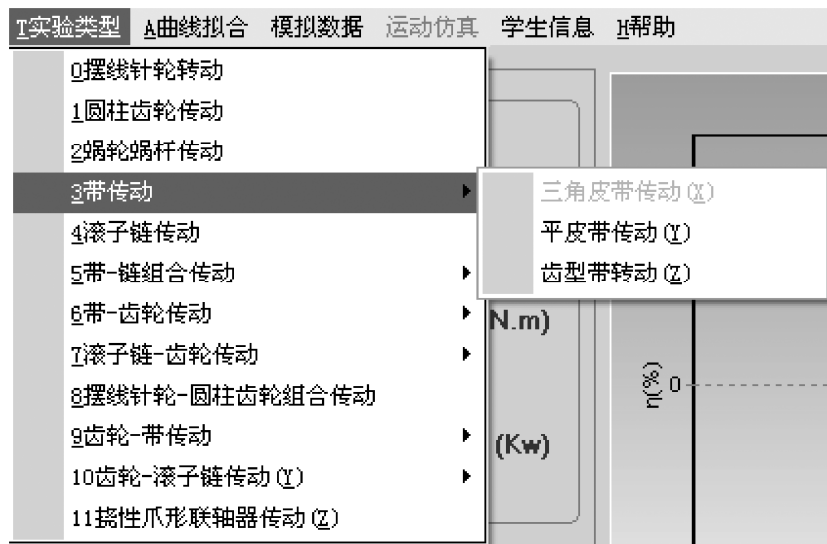 T实验类型 A曲线拟合 模拟数据 运动仿真 学生信息 H帮助
0摆线针轮转动
1圆柱齿轮传动
2蜗轮蜗杆传动
3带传动
三角皮带传动(X)
平皮带传动(Y)
齿型带转动(Z)
4滚子链传动
5带-链组合传动
6带-齿轮传动
7滚子链-齿轮传动
8摆线针轮-圆柱齿轮组合传动
9齿轮-带传动
10齿轮-滚子链传动(Y)
11挠性爪形联轴器传动(Z)
N.m)
(Kw)
η(%)
0